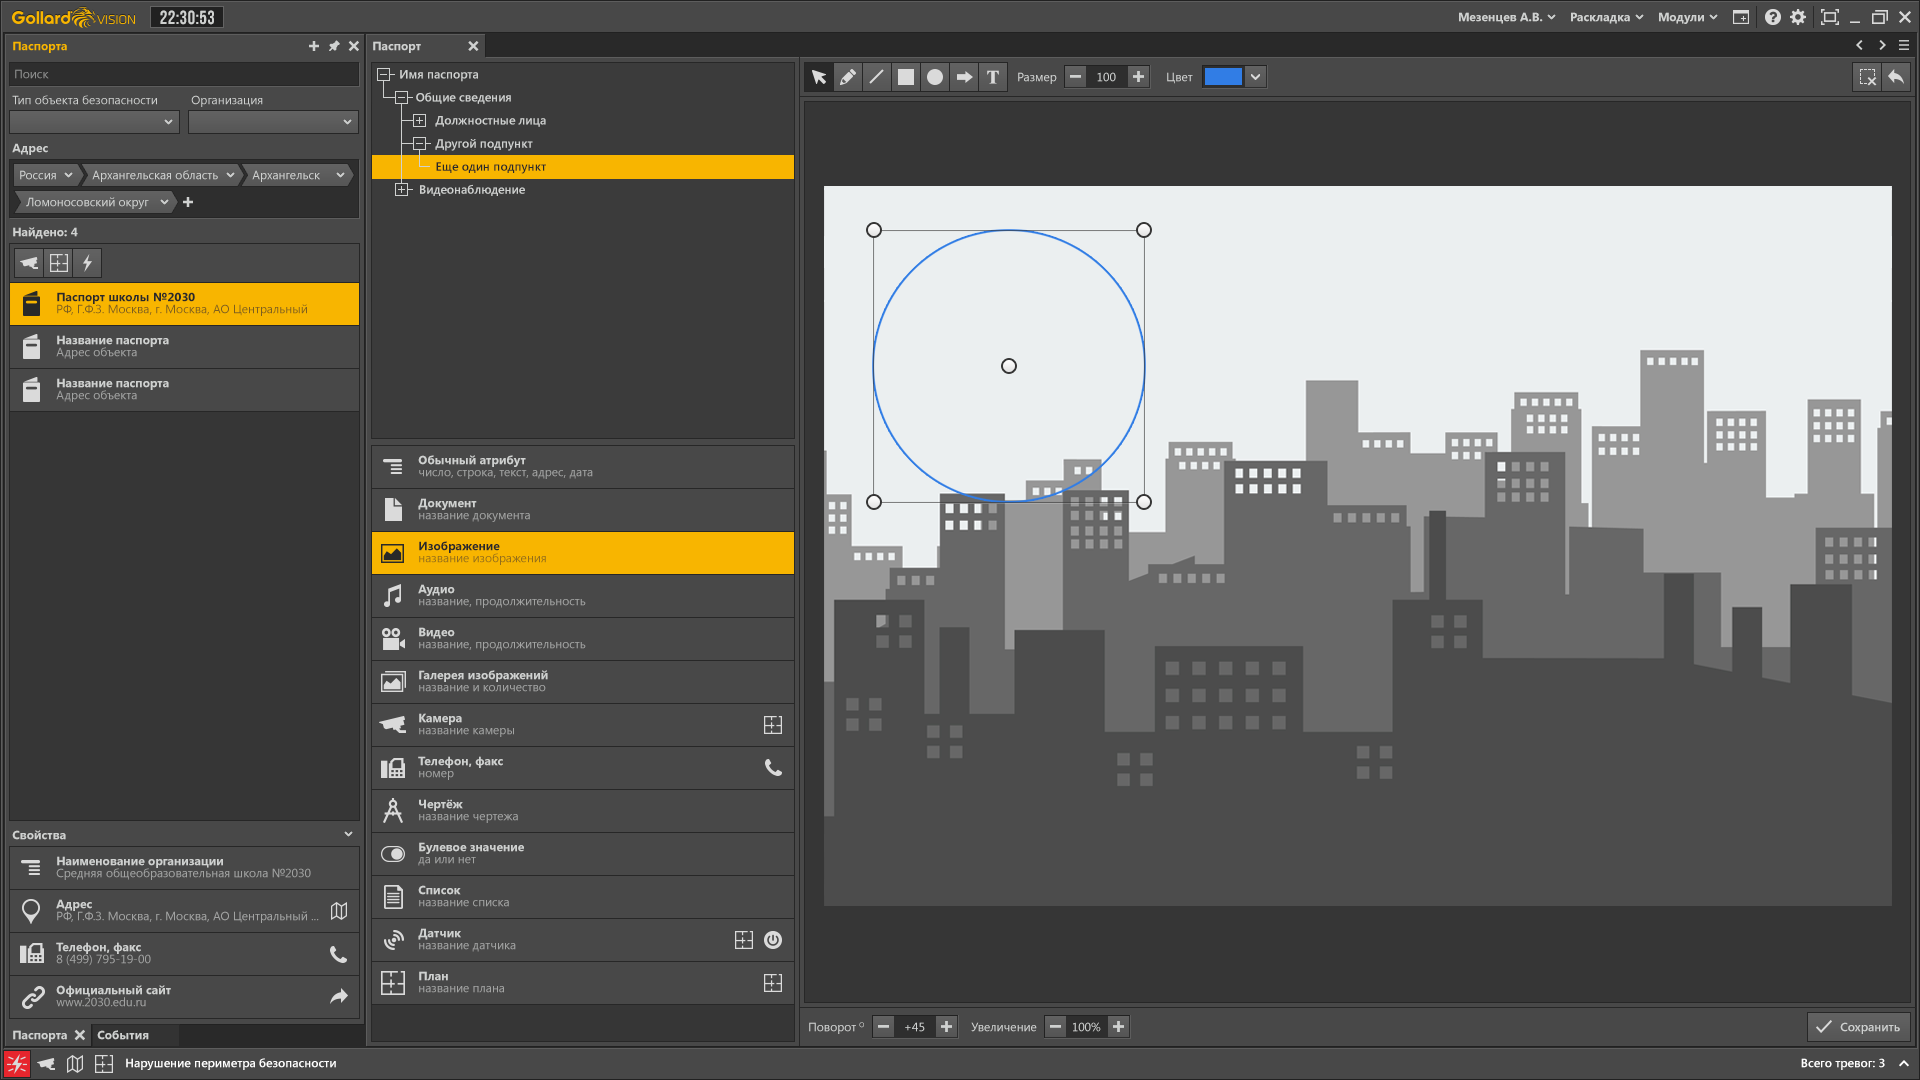 Gollard VISION
22:30:53
Мезенцев А.В.
Раскладка
Модули
Паспорта
Поиск
Тип объекта безопасности
Организация
Адрес
Россия
Архангельская область
Архангельск
Ломоносовский округ
Найдено: 4
Паспорт школы №2030
РФ, Г.Ф.З. Москва, г. Москва, АО Центральный
Название паспорта
Адрес объекта
Название паспорта
Адрес объекта
Свойства
Наименование организации
Средняя общеобразовательная школа №2030
Адрес
РФ, Г.Ф.З. Москва, г. Москва, АО Центральный ...
Телефон, факс
8 (499) 795-19-00
Официальный сайт
www.2030.edu.ru
Паспорта
События
Паспорт
Имя паспорта
Общие сведения
Должностные лица
Другой подпункт
Еще один подпункт
Видеонаблюдение
Обычный атрибут
число, строка, текст, адрес, дата
Документ
название документа
Изображение
название изображения
Аудио
название, продолжительность
Видео
название, продолжительность
Галерея изображений
название и количество
Камера
название камеры
Телефон, факс
номер
Чертёж
название чертежа
Булевое значение
да или нет
Список
название списка
Датчик
название датчика
План
название плана
T
Размер
100
Цвет
Поворот °
+45
Увеличение
100%
Сохранить
Нарушение периметра безопасности
Всего тревог: 3